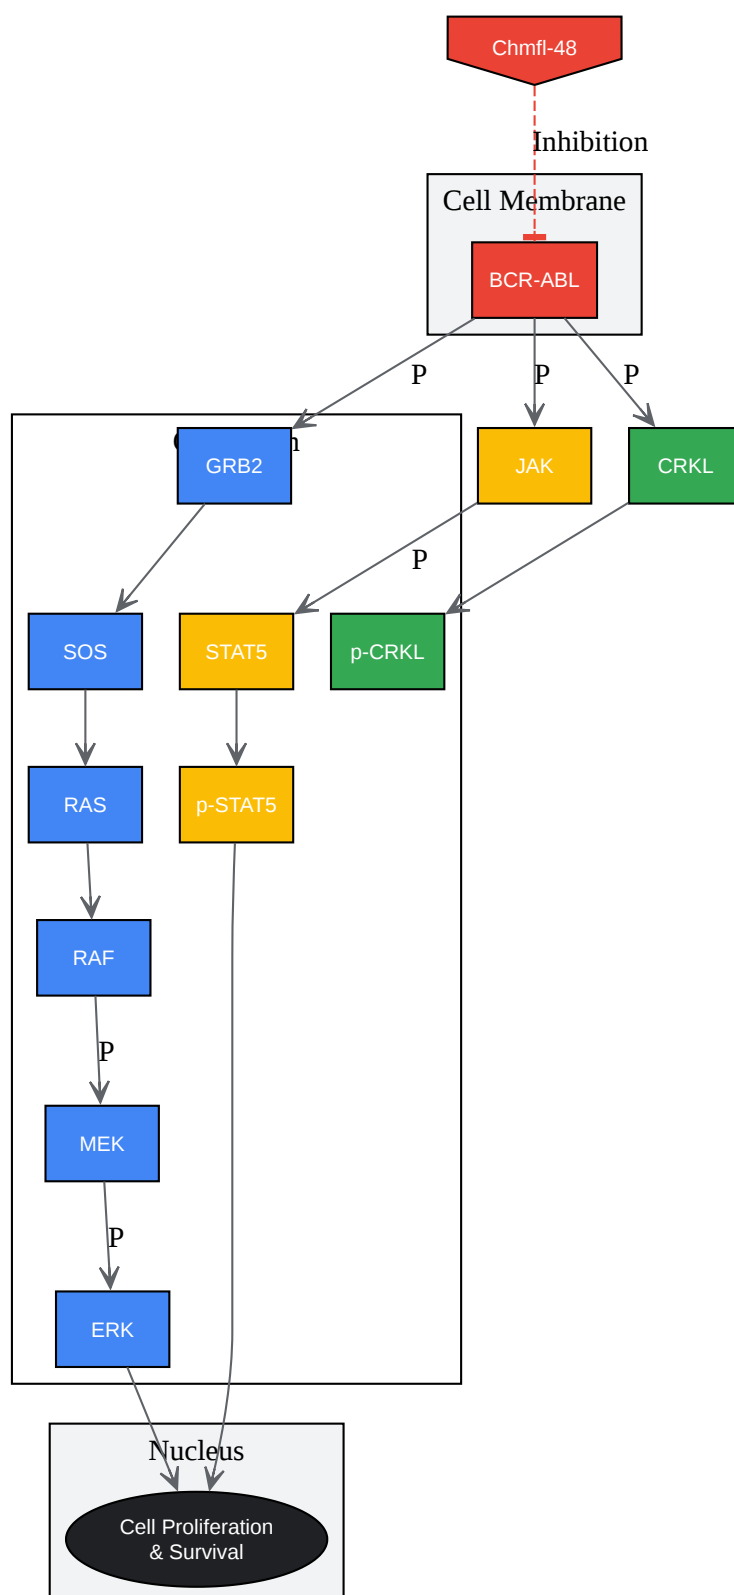 Chmfl-48
Inhibition
Cell Membrane
BCR-ABL
P
P
P
GRB2
JAK
CRKL
P
SOS
STAT5
p-CRKL
RAS
p-STAT5
RAF
P
MEK
P
ERK
Nucleus
Cell Proliferation
& Survival